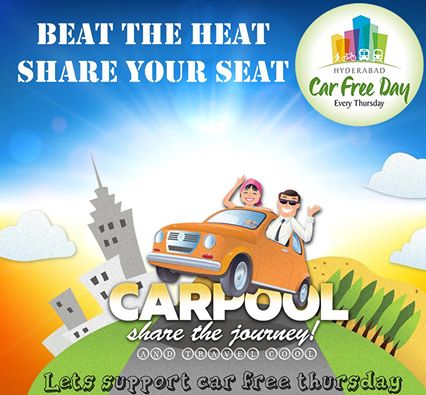 BEAT THE HEAT
SHARE YOUR SEAT
HYDERABAD
Car Free Day
Every Thursday
CARPOOL
share the journey!
AND TRAVEL COOL
Lets support car free thursday